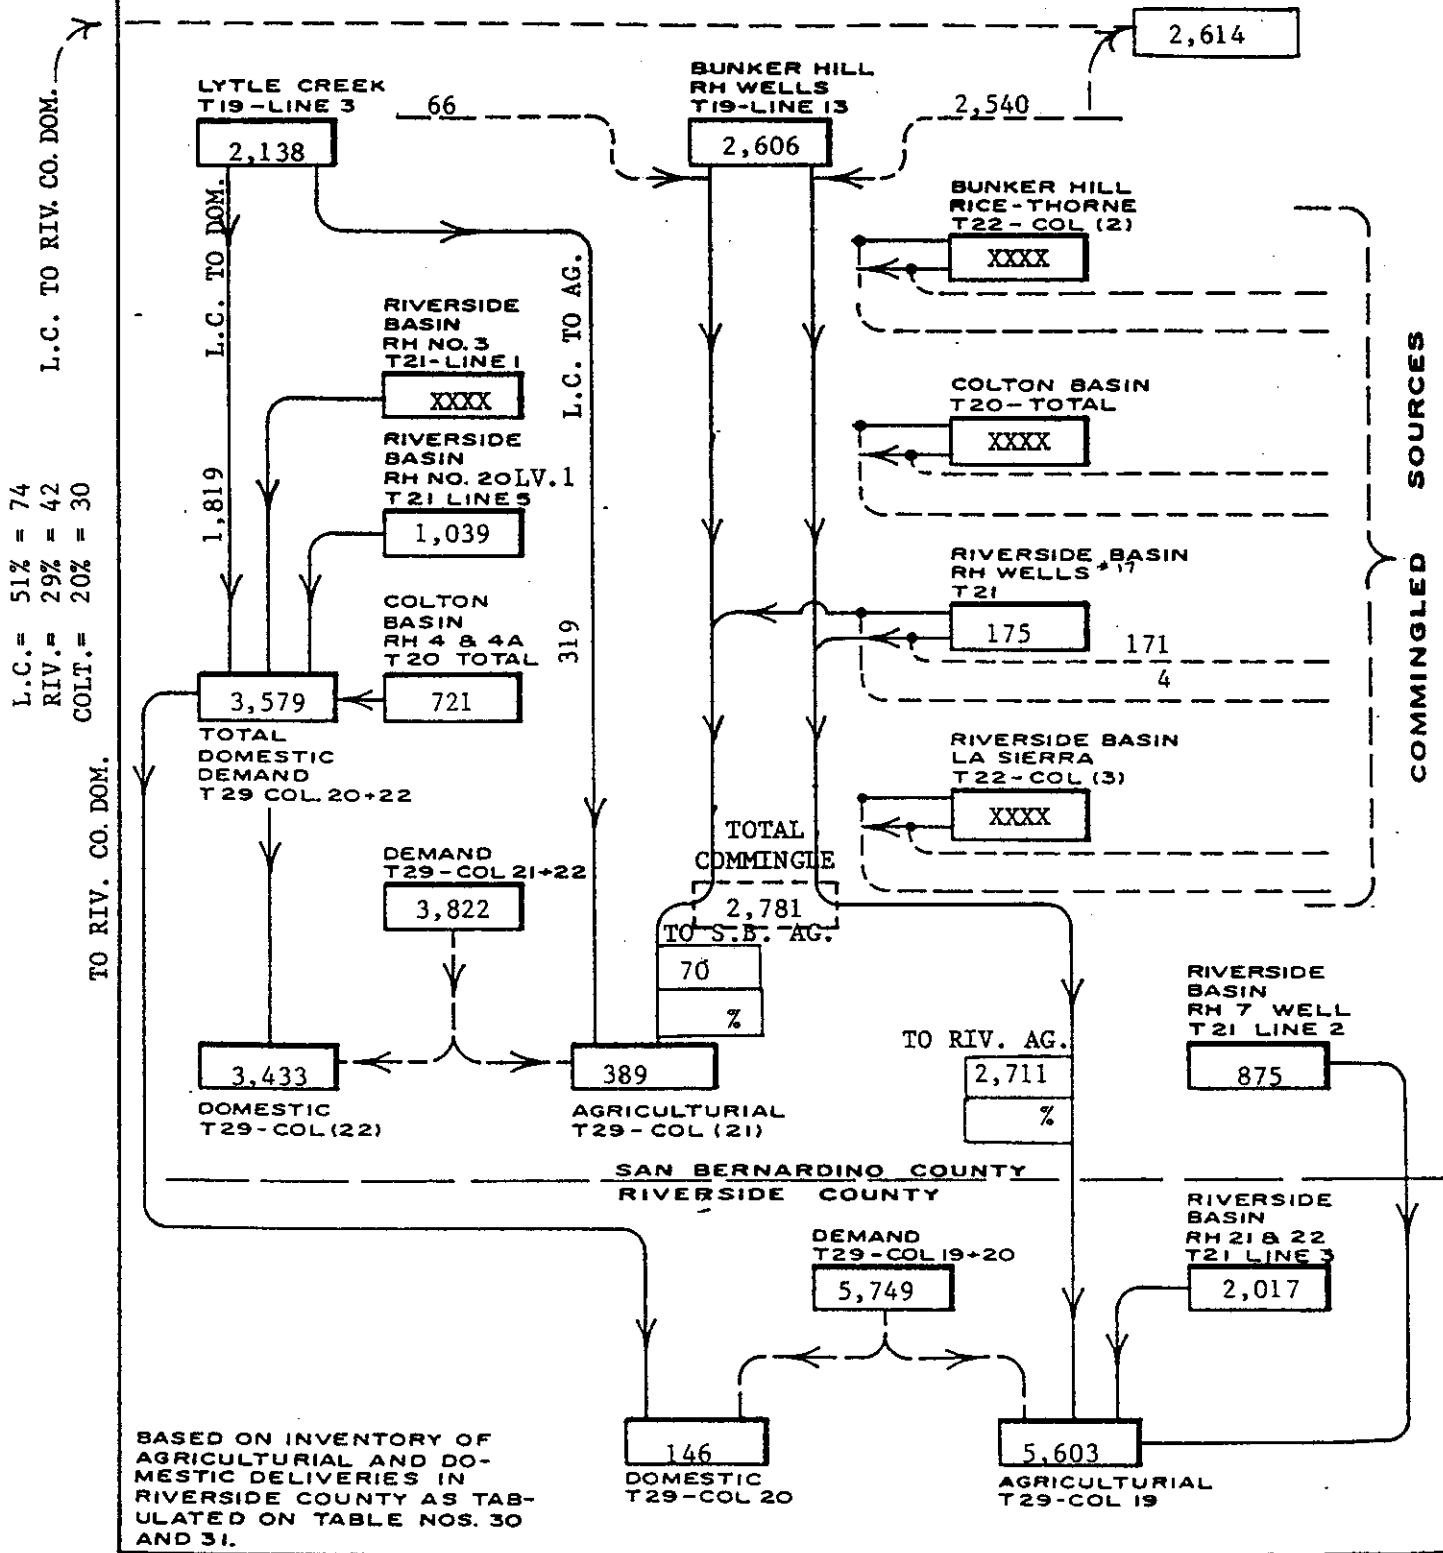 2,614
L.C. TO RIV. CO. DOM.
LYTLE CREEK
T19-LINE 3
66
2,138
BUNKER HILL
RH WELLS
T19-LINE 13
2,540
2,606
BUNKER HILL
RICE-THORNE
T22-COL (2)
XXXX
L.C. TO DOM.
L.C. TO AG.
RIVERSIDE
BASIN
RH NO. 3
T21-LINE 1
XXXX
COLTON BASIN
T20-TOTAL
XXXX
COMMINGLED SOURCES
RIVERSIDE
BASIN
RH NO. 20 LV. 1
T21 LINE 5
1,039
1,819
L.C.= 51% = 74
RIV.= 29% = 42
COLT.= 20% = 30
RIVERSIDE BASIN
RH WELLS #17
T21
175
171
4
COLTON
BASIN
RH 4 & 4A
T20 TOTAL
721
319
3,579
TOTAL
DOMESTIC
DEMAND
T29 COL. 20+22
RIVERSIDE BASIN
LA SIERRA
T22-COL (3)
XXXX
TO RIV. CO. DOM.
DEMAND
T29-COL 21+22
3,822
TOTAL
COMMINGLE
2,781
TO S.B. AG.
70
%
RIVERSIDE
BASIN
RH 7 WELL
T21 LINE 2
875
TO RIV. AG.
2,711
%
3,433
DOMESTIC
T29-COL (22)
389
AGRICULTURIAL
T29-COL (21)
SAN BERNARDINO COUNTY
RIVERSIDE COUNTY
RIVERSIDE
BASIN
RH 21 & 22
T21 LINE 3
2,017
DEMAND
T29-COL 19+20
5,749
146
DOMESTIC
T29-COL 20
5,603
AGRICULTURIAL
T29-COL 19
BASED ON INVENTORY OF
AGRICULTURIAL AND DO-
MESTIC DELIVERIES IN
RIVERSIDE COUNTY AS TAB-
ULATED ON TABLE NOS. 30
AND 31.